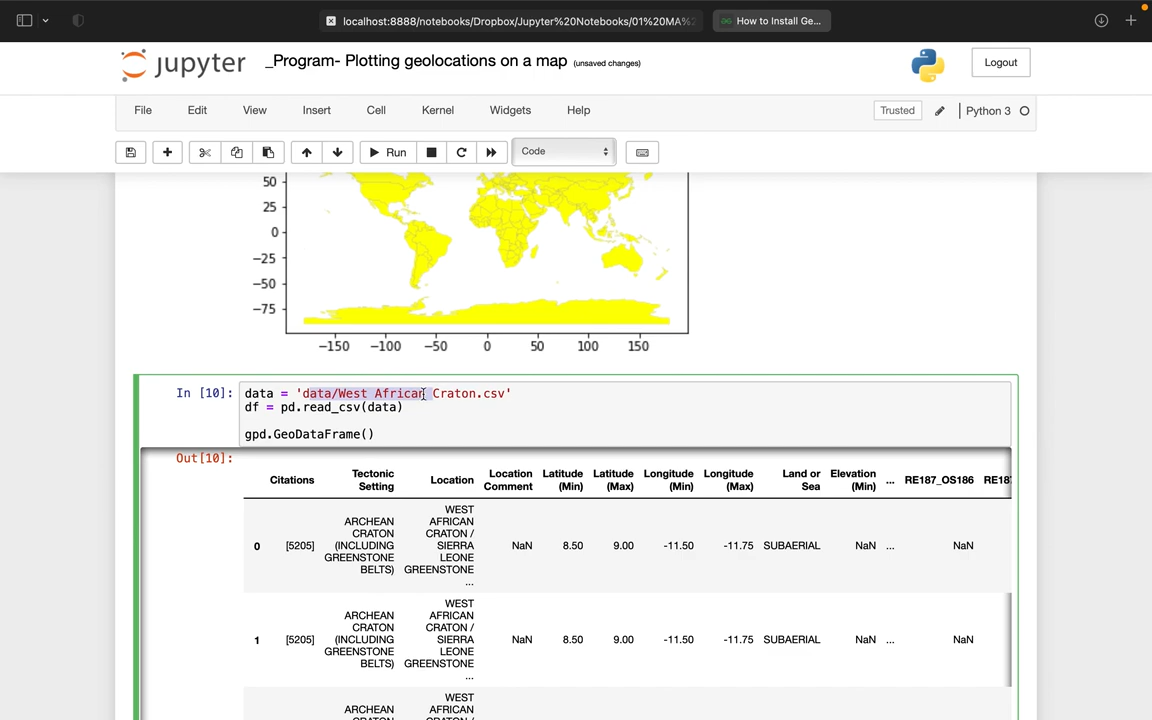 localhost:8888/notebooks/Dropbox/Jupyter%20Notebooks/01%20MA%
How to Install Ge...
jupyter _Program- Plotting geolocations on a map (unsaved changes)
Logout
File Edit View Insert Cell Kernel Widgets Help
Trusted Python 3
Run Code
50
25
0
−25
−50
−75
−150 −100 −50 0 50 100 150
In [10]: data = 'data/West African Craton.csv'
df = pd.read_csv(data)
gpd.GeoDataFrame()
Out[10]:
Citations Tectonic Setting Location Location Comment Latitude (Min) Latitude (Max) Longitude (Min) Longitude (Max) Land or Sea Elevation (Min) ... RE187_OS186 RE187
0 [5205] ARCHEAN CRATON (INCLUDING GREENSTONE BELTS) WEST AFRICAN CRATON / SIERRA LEONE GREENSTONE ... NaN 8.50 9.00 -11.50 -11.75 SUBAERIAL NaN ... NaN
1 [5205] ARCHEAN CRATON (INCLUDING GREENSTONE BELTS) WEST AFRICAN CRATON / SIERRA LEONE GREENSTONE ... NaN 8.50 9.00 -11.50 -11.75 SUBAERIAL NaN ... NaN
ARCHEAN WEST AFRICAN